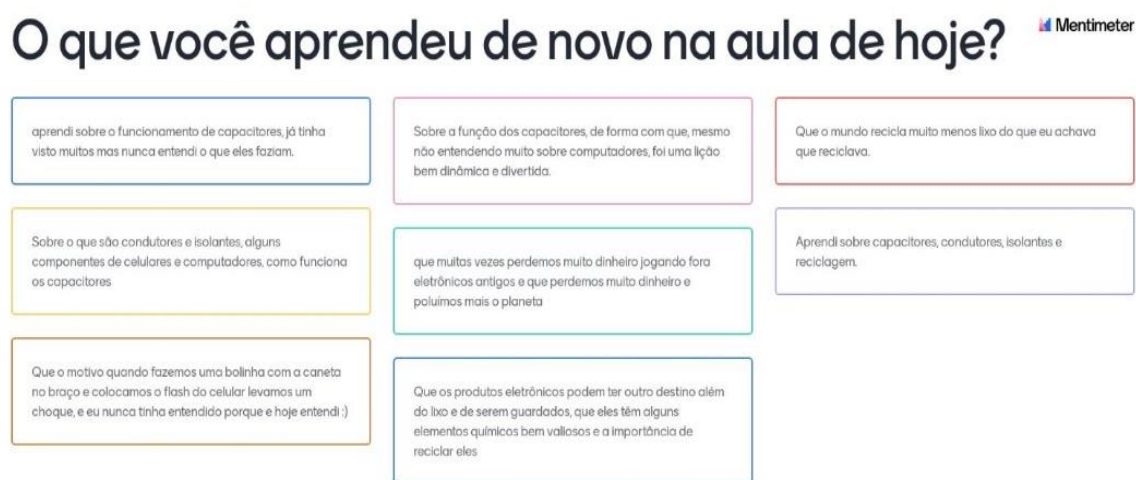 O que você aprendeu de novo na aula de hoje?
Mentimeter
aprendi sobre o funcionamento de capacitores, já tinha
visto muitos mas nunca entendi o que eles faziam.
Sobre o que são condutores e isolantes, alguns
componentes de celulares e computadores, como funciona
os capacitores
Que o motivo quando fazemos uma bolinha com a caneta
no braço e colocamos o flash do celular levamos um
choque, e eu nunca tinha entendido porque e hoje entendi :)
Sobre a função dos capacitores, de forma com que, mesmo
não entendendo muito sobre computadores, foi uma lição
bem dinâmica e divertida.
que muitas vezes perdemos muito dinheiro jogando fora
eletrônicos antigos e que perdemos muito dinheiro e
poluímos mais o planeta
Que os produtos eletrônicos podem ter outro destino além
do lixo e de serem guardados, que eles têm alguns
elementos químicos bem valiosos e a importância de
reciclar eles
Que o mundo recicla muito menos lixo do que eu achava
que reciclava.
Aprendi sobre capacitores, condutores, isolantes e
reciclagem.